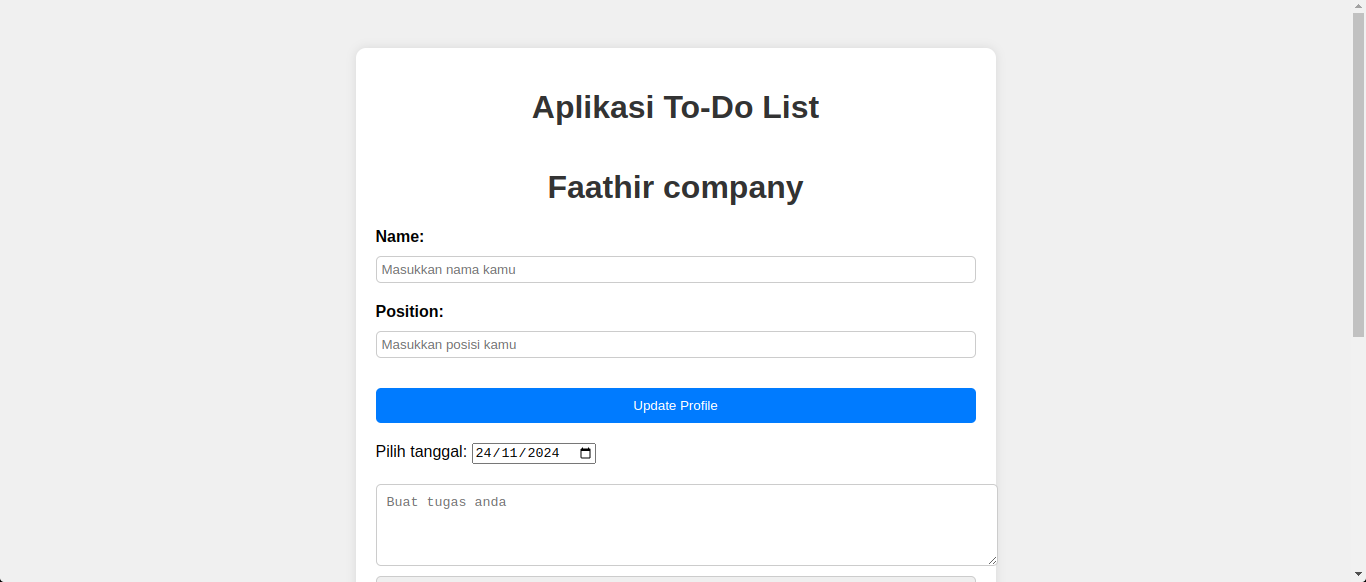 Aplikasi To-Do List
Faathir company
Name:
Masukkan nama kamu
Position:
Masukkan posisi kamu
Update Profile
Pilih tanggal: 24/11/2024
Buat tugas anda